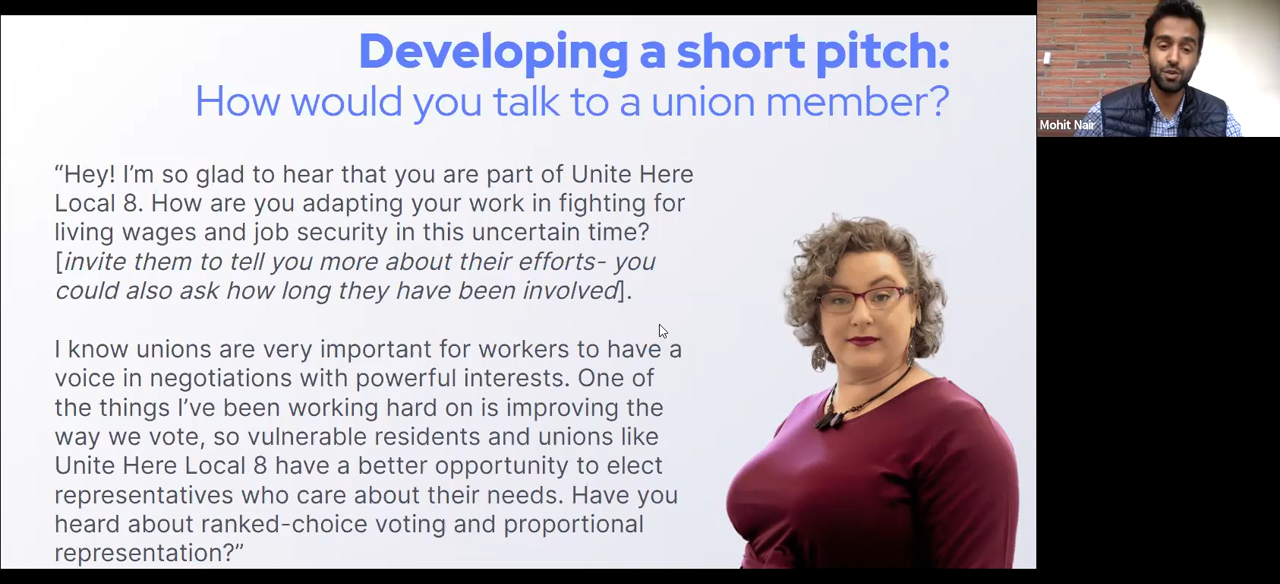 Developing a short pitch:
How would you talk to a union member?
“Hey! I’m so glad to hear that you are part of Unite Here
Local 8. How are you adapting your work in fighting for
living wages and job security in this uncertain time?
[invite them to tell you more about their efforts- you
could also ask how long they have been involved].
I know unions are very important for workers to have a
voice in negotiations with powerful interests. One of
the things I’ve been working hard on is improving the
way we vote, so vulnerable residents and unions like
Unite Here Local 8 have a better opportunity to elect
representatives who care about their needs. Have you
heard about ranked-choice voting and proportional
representation?”
Mohit Nair